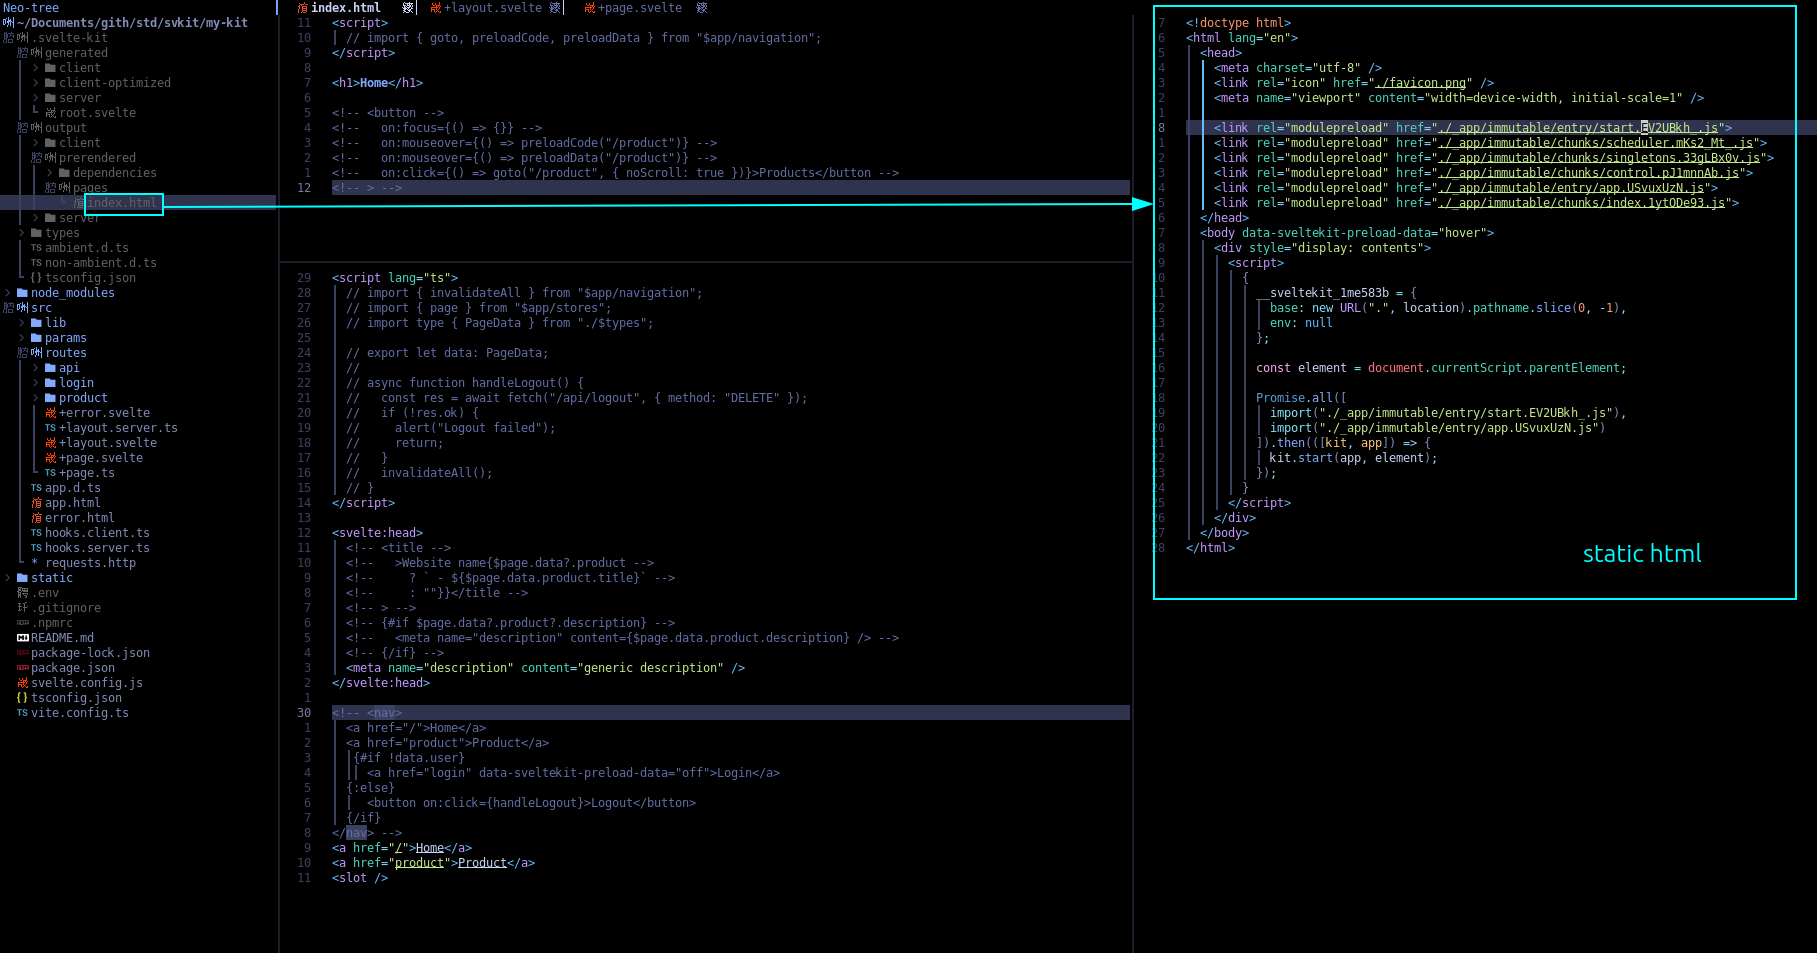 Neo-tree
~/Documents/gith/std/svkit/my-kit
.svelte-kit
generated
client
client-optimized
server
root.svelte
output
client
prerendered
dependencies
pages
index.html
server
types
ambient.d.ts
non-ambient.d.ts
tsconfig.json
node_modules
src
lib
params
routes
api
login
product
+error.svelte
+layout.server.ts
+layout.svelte
+page.svelte
+page.ts
app.d.ts
app.html
error.html
hooks.client.ts
hooks.server.ts
* requests.http
static
.env
.gitignore
.npmrc
README.md
package-lock.json
package.json
svelte.config.js
tsconfig.json
vite.config.ts
index.html +layout.svelte +page.svelte
11 <script>
10 // import { goto, preloadCode, preloadData } from "$app/navigation";
9 </script>
8
7 <h1>Home</h1>
6
5 <!-- <button -->
4 <!--   on:focus={() => {}} -->
3 <!--   on:mouseover={() => preloadCode("/product")} -->
2 <!--   on:mouseover={() => preloadData("/product")} -->
1 <!--   on:click={() => goto("/product", { noScroll: true })}>Products</button -->
12 <!-- > -->
29 <script lang="ts">
28 // import { invalidateAll } from "$app/navigation";
27 // import { page } from "$app/stores";
26 // import type { PageData } from "./$types";
25
24 // export let data: PageData;
23 //
22 // async function handleLogout() {
21 //   const res = await fetch("/api/logout", { method: "DELETE" });
20 //   if (!res.ok) {
19 //     alert("Logout failed");
18 //     return;
17 //   }
16 //   invalidateAll();
15 // }
14 </script>
13
12 <svelte:head>
11 <!-- <title -->
10 <!--   >Website name{$page.data?.product -->
9 <!--     ? ` - ${$page.data.product.title}` -->
8 <!--     : ""}}</title -->
7 <!-- > -->
6 <!-- {#if $page.data?.product?.description} -->
5 <!--   <meta name="description" content={$page.data.product.description} /> -->
4 <!-- {/if} -->
3 <meta name="description" content="generic description" />
2 </svelte:head>
1
30 <!-- <nav>
1 <a href="/">Home</a>
2 <a href="product">Product</a>
3 {#if !data.user}
4 <a href="login" data-sveltekit-preload-data="off">Login</a>
5 {:else}
6 <button on:click={handleLogout}>Logout</button>
7 {/if}
8 </nav> -->
9 <a href="/">Home</a>
10 <a href="product">Product</a>
11 <slot />
7 <!doctype html>
6 <html lang="en">
5 <head>
4 <meta charset="utf-8" />
3 <link rel="icon" href="./favicon.png" />
2 <meta name="viewport" content="width=device-width, initial-scale=1" />
1
8 <link rel="modulepreload" href="./_app/immutable/entry/start.EV2UBkh_.js">
1 <link rel="modulepreload" href="./_app/immutable/chunks/scheduler.mKs2_Mt_.js">
2 <link rel="modulepreload" href="./_app/immutable/chunks/singletons.33gLBx0v.js">
3 <link rel="modulepreload" href="./_app/immutable/chunks/control.pJ1mnnAb.js">
4 <link rel="modulepreload" href="./_app/immutable/entry/app.USvuxUzN.js">
5 <link rel="modulepreload" href="./_app/immutable/chunks/index.1ytODe93.js">
6 </head>
7 <body data-sveltekit-preload-data="hover">
8 <div style="display: contents">
9 <script>
10 {
11 __sveltekit_1me583b = {
12 base: new URL(".", location).pathname.slice(0, -1),
13 env: null
14 };
15
16 const element = document.currentScript.parentElement;
17
18 Promise.all([
19 import("./_app/immutable/entry/start.EV2UBkh_.js"),
20 import("./_app/immutable/entry/app.USvuxUzN.js")
21 ]).then(([kit, app]) => {
22 kit.start(app, element);
23 });
24 }
25 </script>
26 </div>
27 </body>
28 </html>
static html